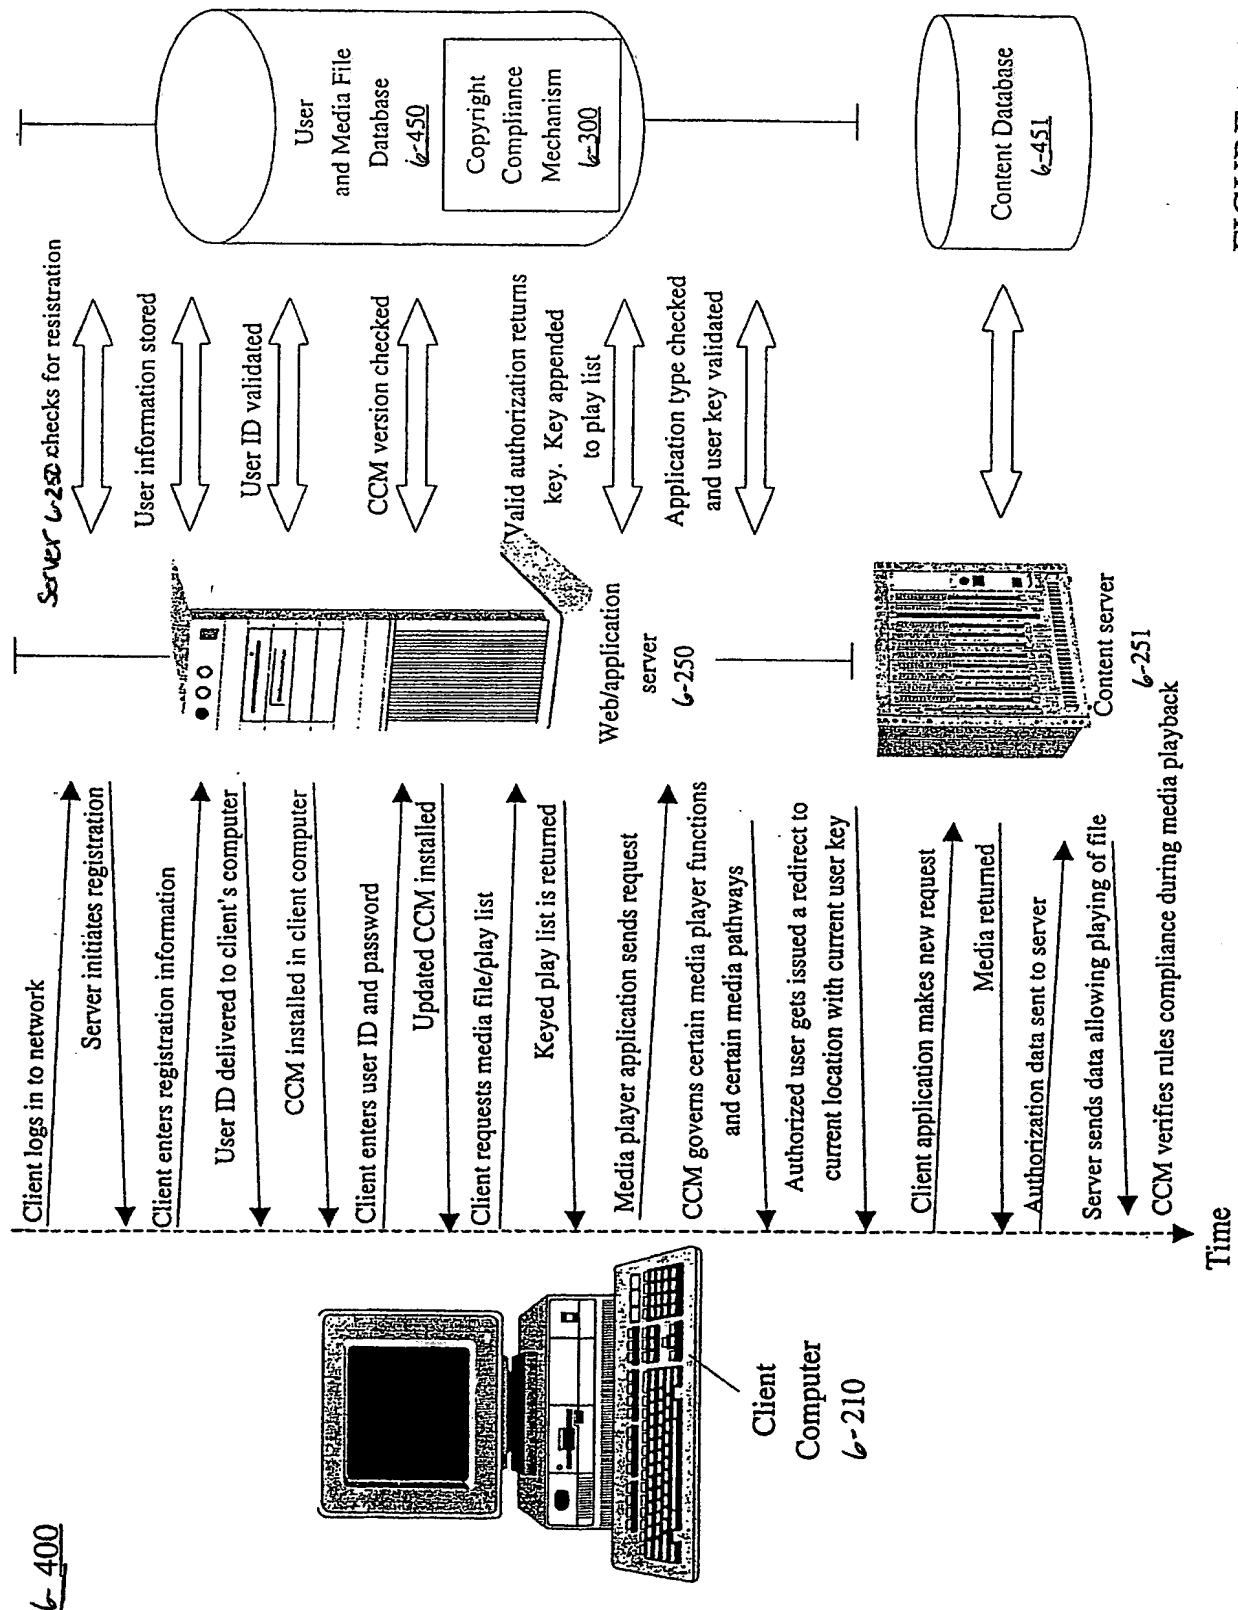 6-400
Client logs in to network
Server initiates registration
Client enters registration information
User ID delivered to client's computer
CCM installed in client computer
Client enters user ID and password
Updated CCM installed
Client requests media file/play list
Keyed play list is returned
Media player application sends request
CCM governs certain media player functions
and certain media pathways
Authorized user gets issued a redirect to
current location with current user key
Client application makes new request
Media returned
Authorization data sent to server
Server sends data allowing playing of file
CCM verifies rules compliance during media playback
Time
Client
Computer
6-210
Web/application
server
6-250
Content server
6-251
Server 6-250 checks for resistration
User information stored
User ID validated
CCM version checked
Valid authorization returns
key. Key appended
to play list
Application type checked
and user key validated
User
and Media File
Database
6-450
Copyright
Compliance
Mechanism
6-300
Content Database
6-451